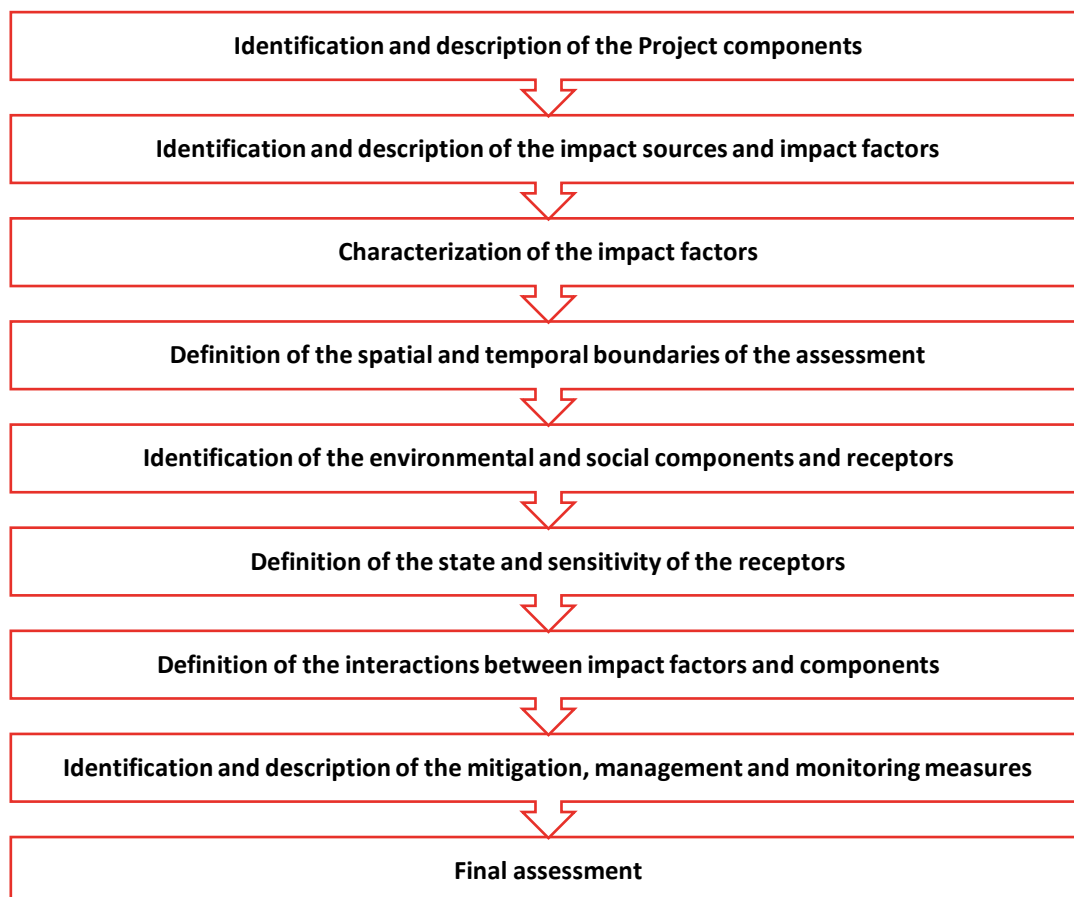 Identification and description of the Project components
Identification and description of the impact sources and impact factors
Characterization of the impact factors
Definition of the spatial and temporal boundaries of the assessment
Identification of the environmental and social components and receptors
Definition of the state and sensitivity of the receptors
Definition of the interactions between impact factors and components
Identification and description of the mitigation, management and monitoring measures
Final assessment